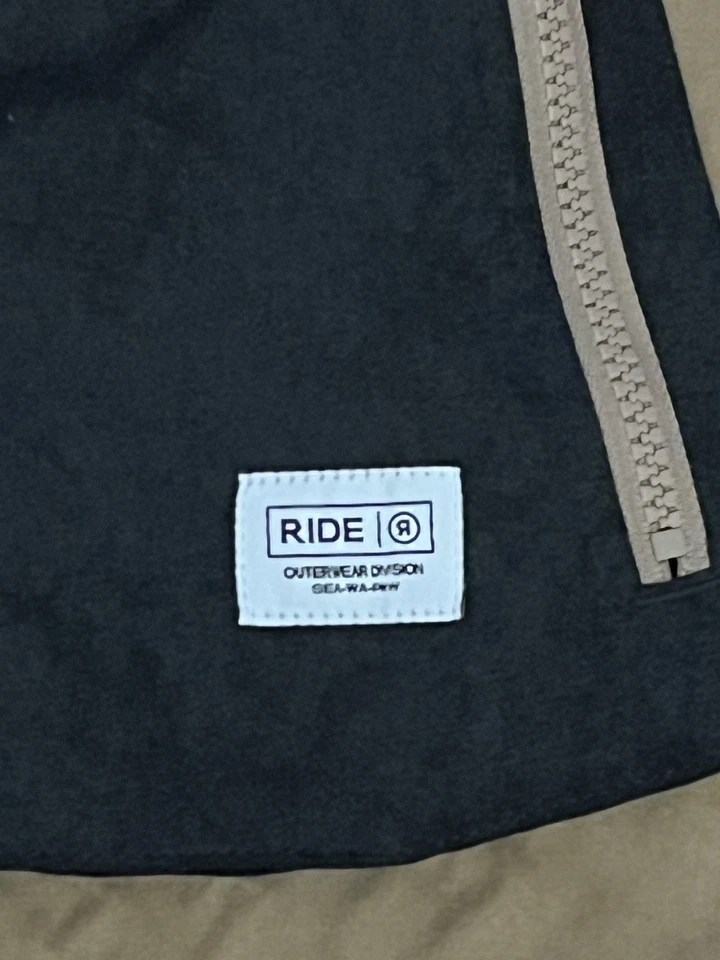 RIDE | Я
OUTERWEAR DIVISION
SEA-WA-PNW